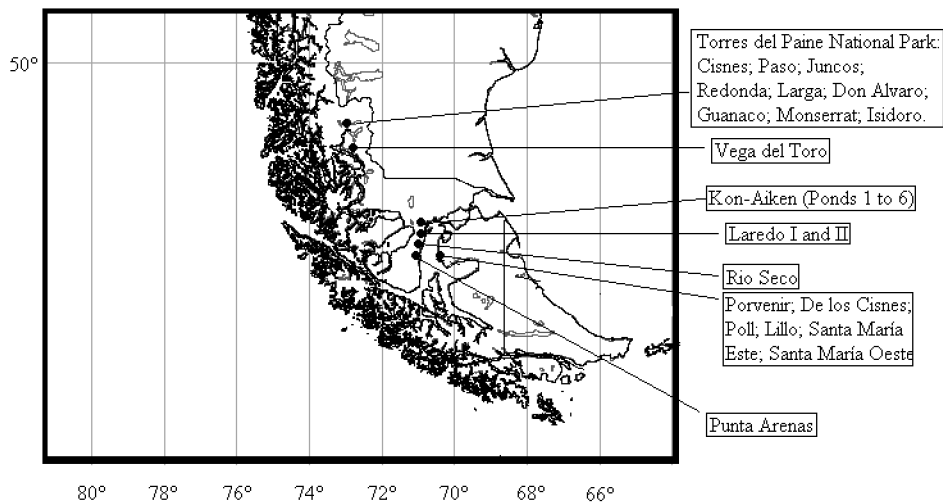 50°
Torres del Paine National Park:
Cisnes; Paso; Juncos;
Redonda; Larga; Don Alvaro;
Guanaco; Monserrat; Isidoro.
Vega del Toro
Kon-Aiken (Ponds 1 to 6)
Laredo I and II
Rio Seco
Porvenir; De los Cisnes;
Poll; Lillo; Santa María
Este; Santa María Oeste
Punta Arenas
80° 78° 76° 74° 72° 70° 68° 66°